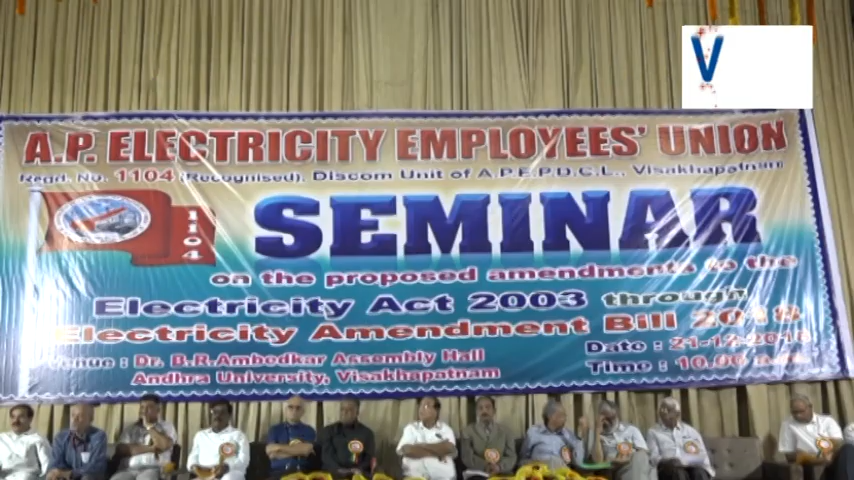 V
A.P. ELECTRICITY EMPLOYEES' UNION
Regd. No. 1104 (Recognised), Discom Unit of A.P.E.P.D.C.L., Visakhapatnam
1104
SEMINAR
on the proposed amendments to the
Electricity Act 2003 through
Electricity Amendment Bill 2018
Venue : Dr. B.R.Ambedkar Assembly Hall
Andhra University, Visakhapatnam
Date : 21-12-2018
Time : 10.00 a.m.